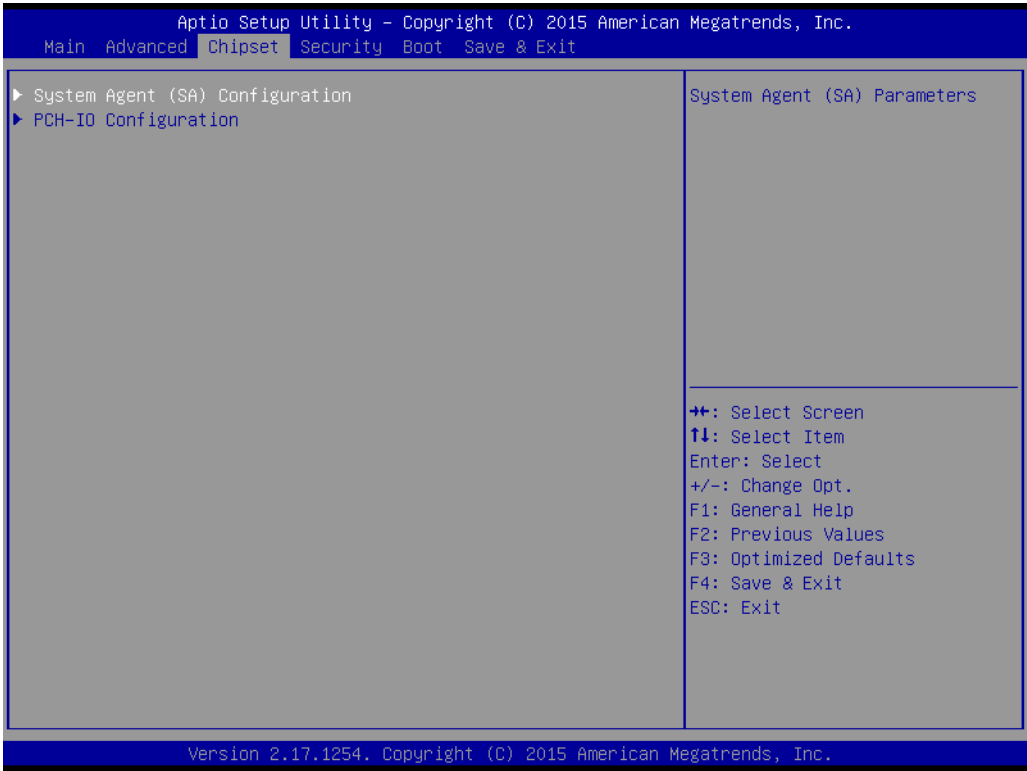 Aptio Setup Utility – Copyright (C) 2015 American Megatrends, Inc.
Main Advanced Chipset Security Boot Save & Exit
System Agent (SA) Configuration
PCH-IO Configuration
System Agent (SA) Parameters
→←: Select Screen
↑↓: Select Item
Enter: Select
+/-: Change Opt.
F1: General Help
F2: Previous Values
F3: Optimized Defaults
F4: Save & Exit
ESC: Exit
Version 2.17.1254. Copyright (C) 2015 American Megatrends, Inc.